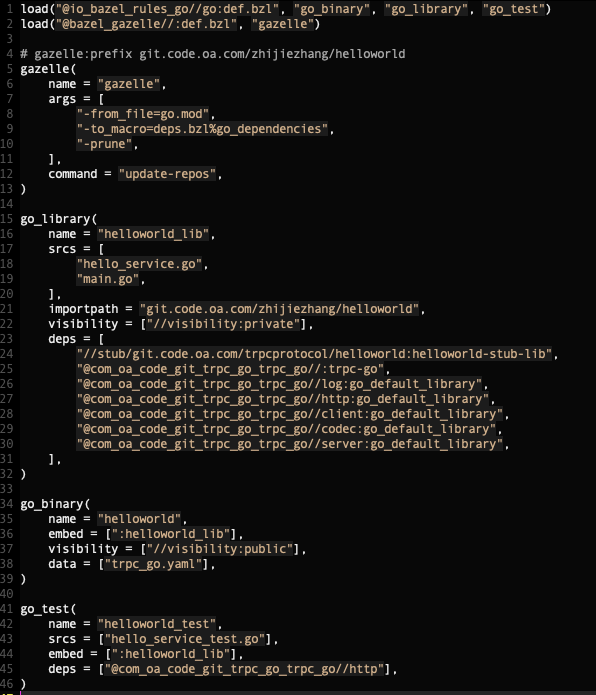 1 load("@io_bazel_rules_go//go:def.bzl", "go_binary", "go_library", "go_test")
2 load("@bazel_gazelle//:def.bzl", "gazelle")
3
4 # gazelle:prefix git.code.oa.com/zhijiezhang/helloworld
5 gazelle(
6     name = "gazelle",
7     args = [
8         "-from_file=go.mod",
9         "-to_macro=deps.bzl%go_dependencies",
10         "-prune",
11     ],
12     command = "update-repos",
13 )
14
15 go_library(
16     name = "helloworld_lib",
17     srcs = [
18         "hello_service.go",
19         "main.go",
20     ],
21     importpath = "git.code.oa.com/zhijiezhang/helloworld",
22     visibility = ["//visibility:private"],
23     deps = [
24         "//stub/git.code.oa.com/trpcprotocol/helloworld:helloworld-stub-lib",
25         "@com_oa_code_git_trpc_go_trpc_go//:trpc-go",
26         "@com_oa_code_git_trpc_go_trpc_go//log:go_default_library",
27         "@com_oa_code_git_trpc_go_trpc_go//http:go_default_library",
28         "@com_oa_code_git_trpc_go_trpc_go//client:go_default_library",
29         "@com_oa_code_git_trpc_go_trpc_go//codec:go_default_library",
30         "@com_oa_code_git_trpc_go_trpc_go//server:go_default_library",
31     ],
32 )
33
34 go_binary(
35     name = "helloworld",
36     embed = [":helloworld_lib"],
37     visibility = ["//visibility:public"],
38     data = ["trpc_go.yaml"],
39 )
40
41 go_test(
42     name = "helloworld_test",
43     srcs = ["hello_service_test.go"],
44     embed = [":helloworld_lib"],
45     deps = ["@com_oa_code_git_trpc_go_trpc_go//http"],
46 )